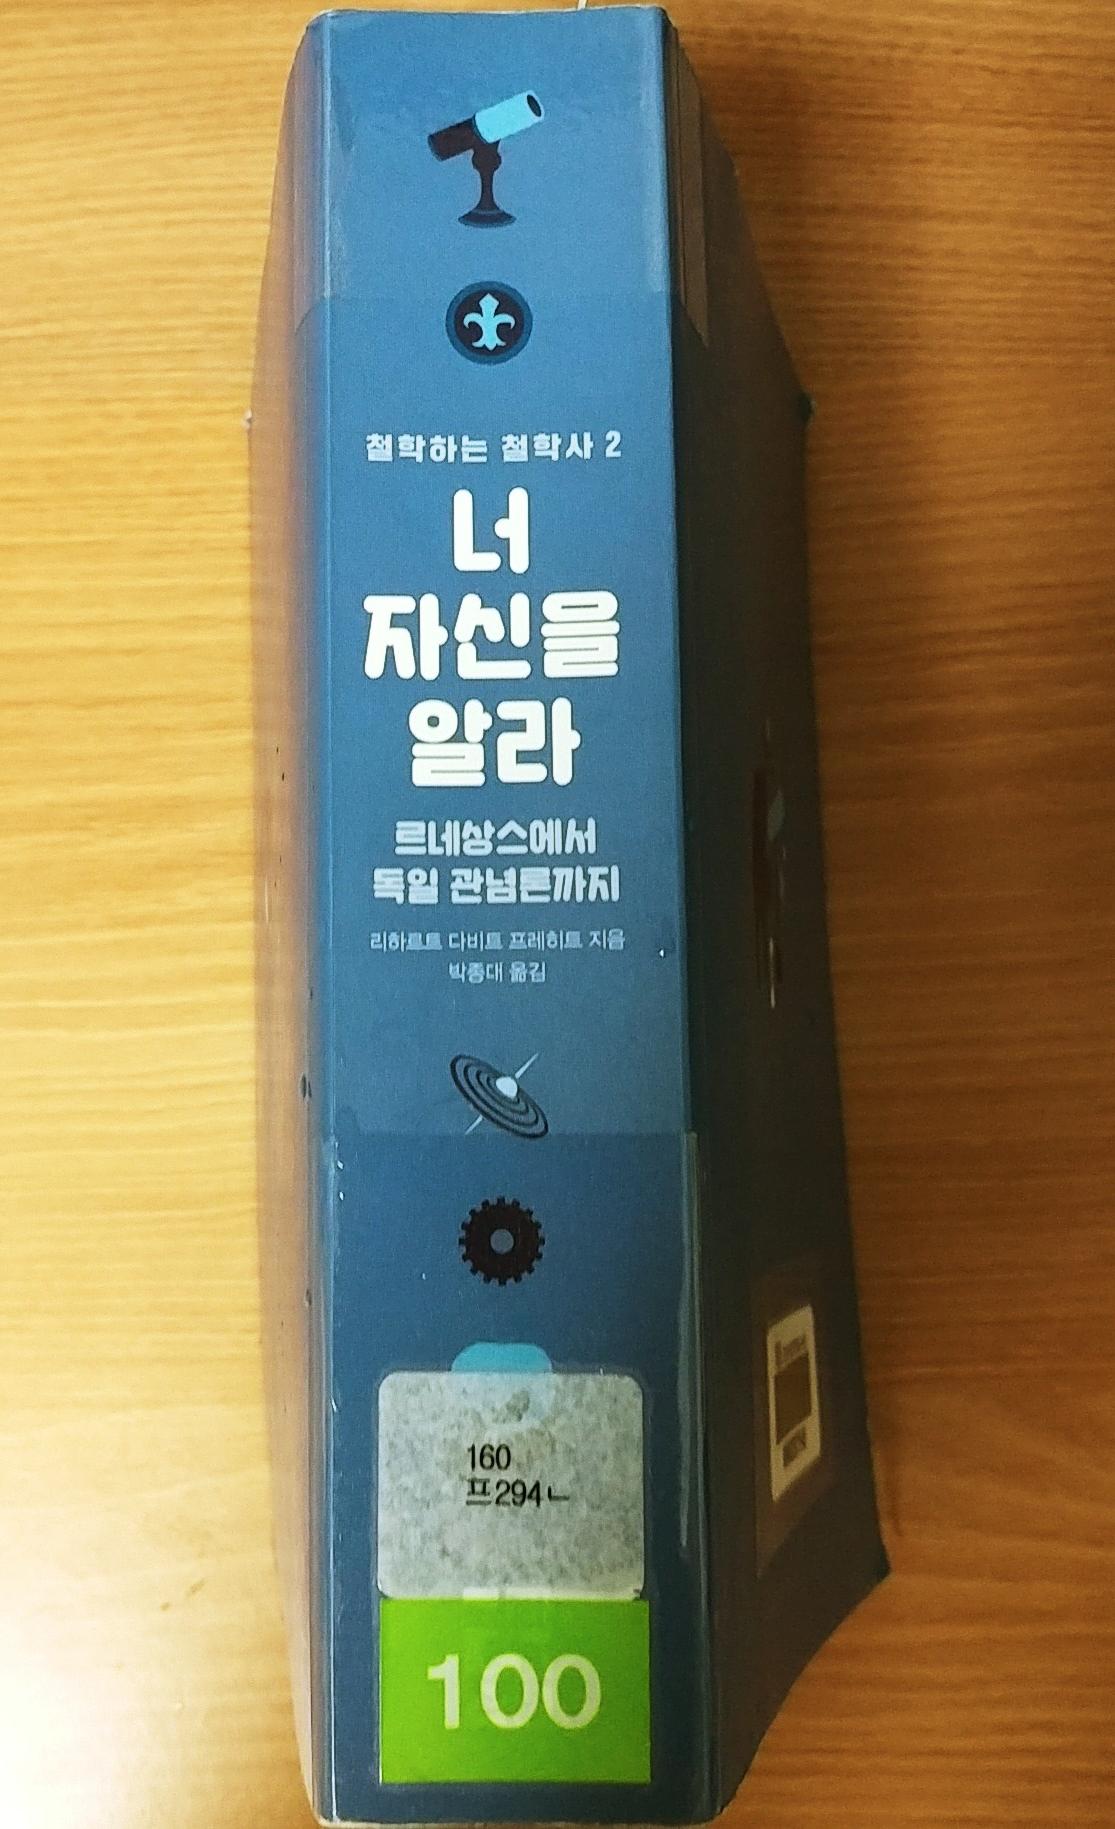 철학하는 철학사 2
너
자신을
알라
르네상스에서
독일 관념론까지
리하르트 다비트 프레히트 지음
박종대 옮김
160
프294ㄴ
100